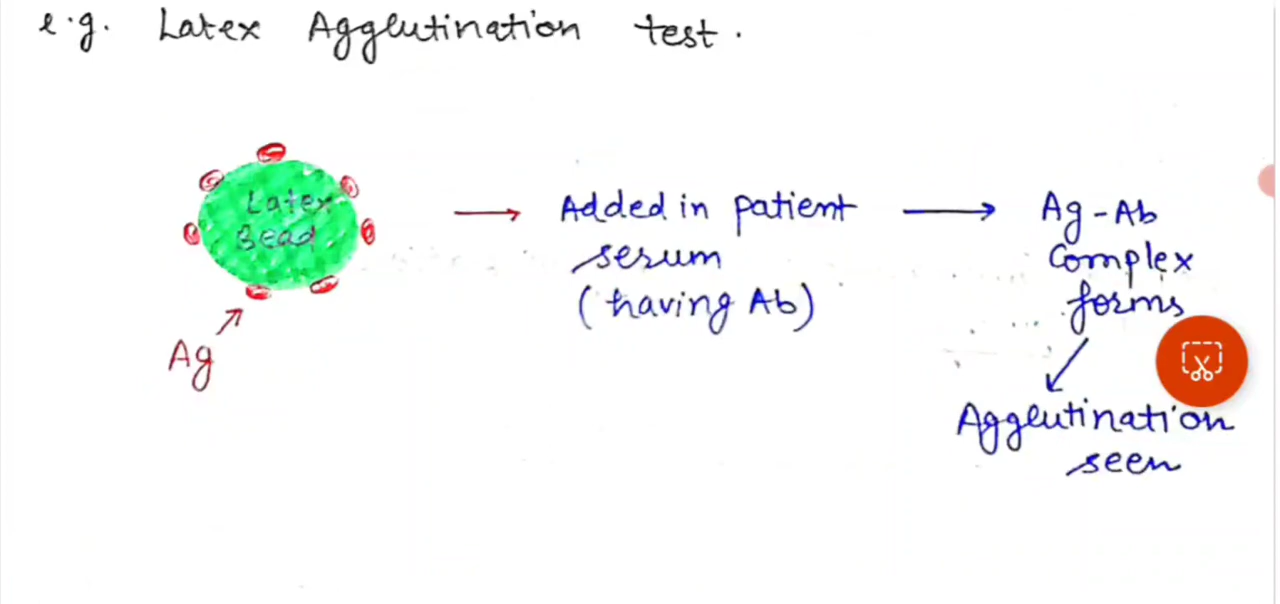 e.g. Latex Agglutination test.
Latex
Bead
Ag
Added in patient
serum
(having Ab)
Ag-Ab
Complex
forms
Agglutination
seen